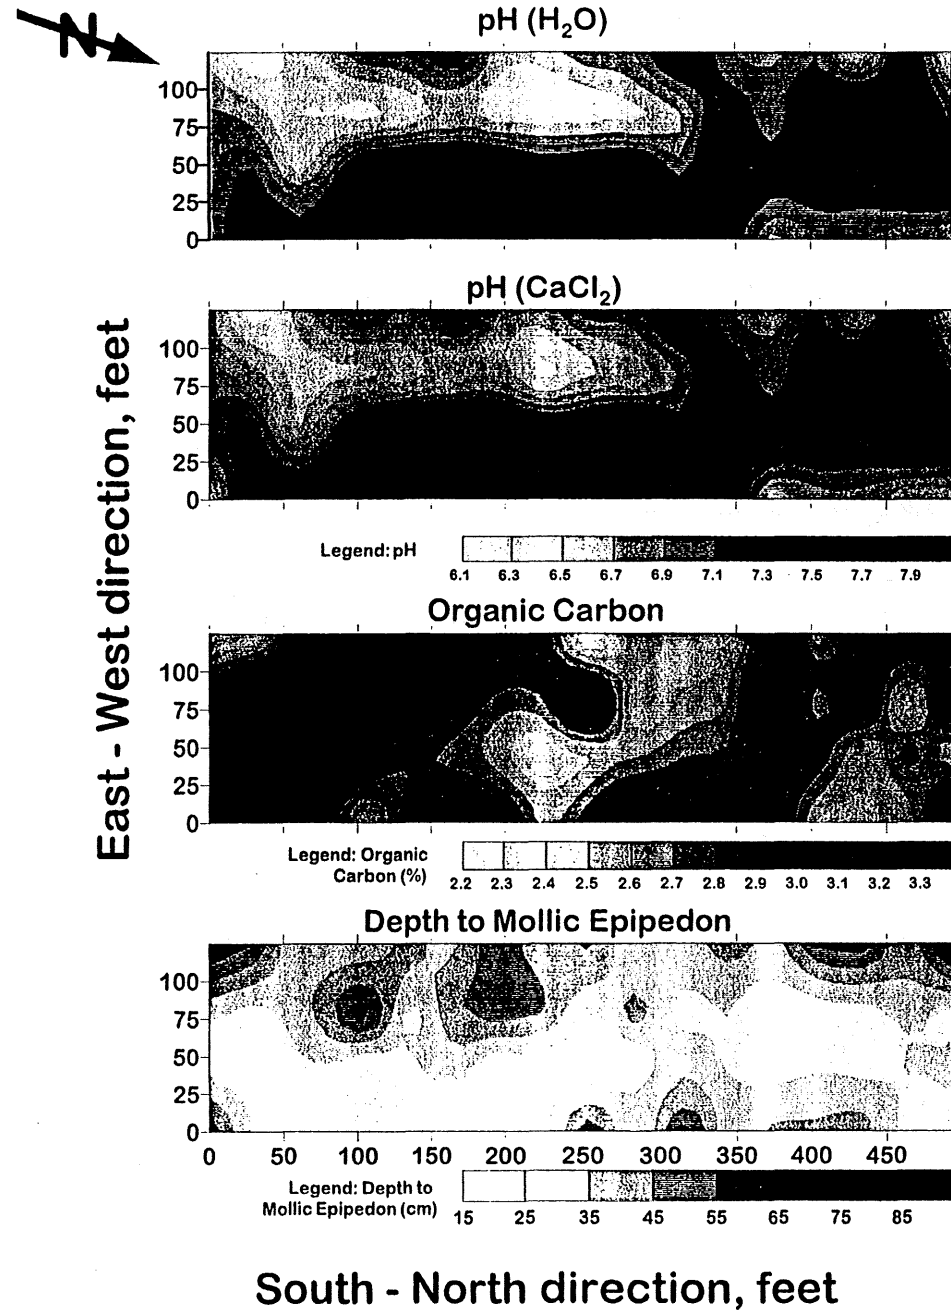 N
pH (H₂O)
100
75
50
25
0
pH (CaCl₂)
100
75
50
25
0
East - West direction, feet
Legend: pH
6.1 6.3 6.5 6.7 6.9 7.1 7.3 7.5 7.7 7.9
Organic Carbon
100
75
50
25
0
Legend: Organic
Carbon (%)
2.2 2.3 2.4 2.5 2.6 2.7 2.8 2.9 3.0 3.1 3.2 3.3
Depth to Mollic Epipedon
100
75
50
25
0
0 50 100 150 200 250 300 350 400 450
Legend: Depth to
Mollic Epipedon (cm)
15 25 35 45 55 65 75 85
South - North direction, feet